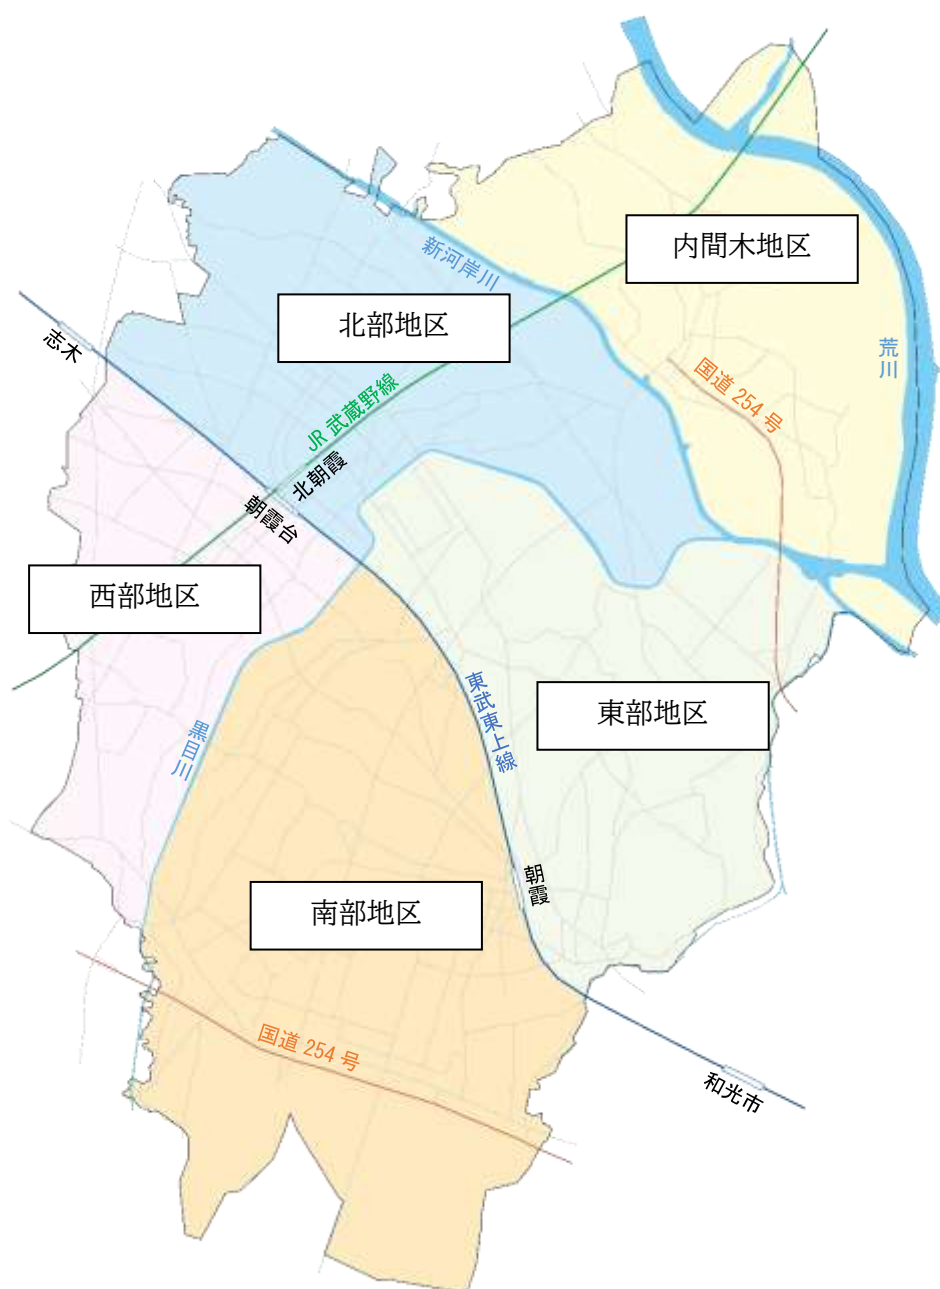 内間木地区
新河岸川
北部地区
荒川
志木
国道 254 号
JR 武蔵野線
北朝霞
朝霞台
西部地区
東武東上線
東部地区
黒目川
朝霞
南部地区
国道 254 号
和光市